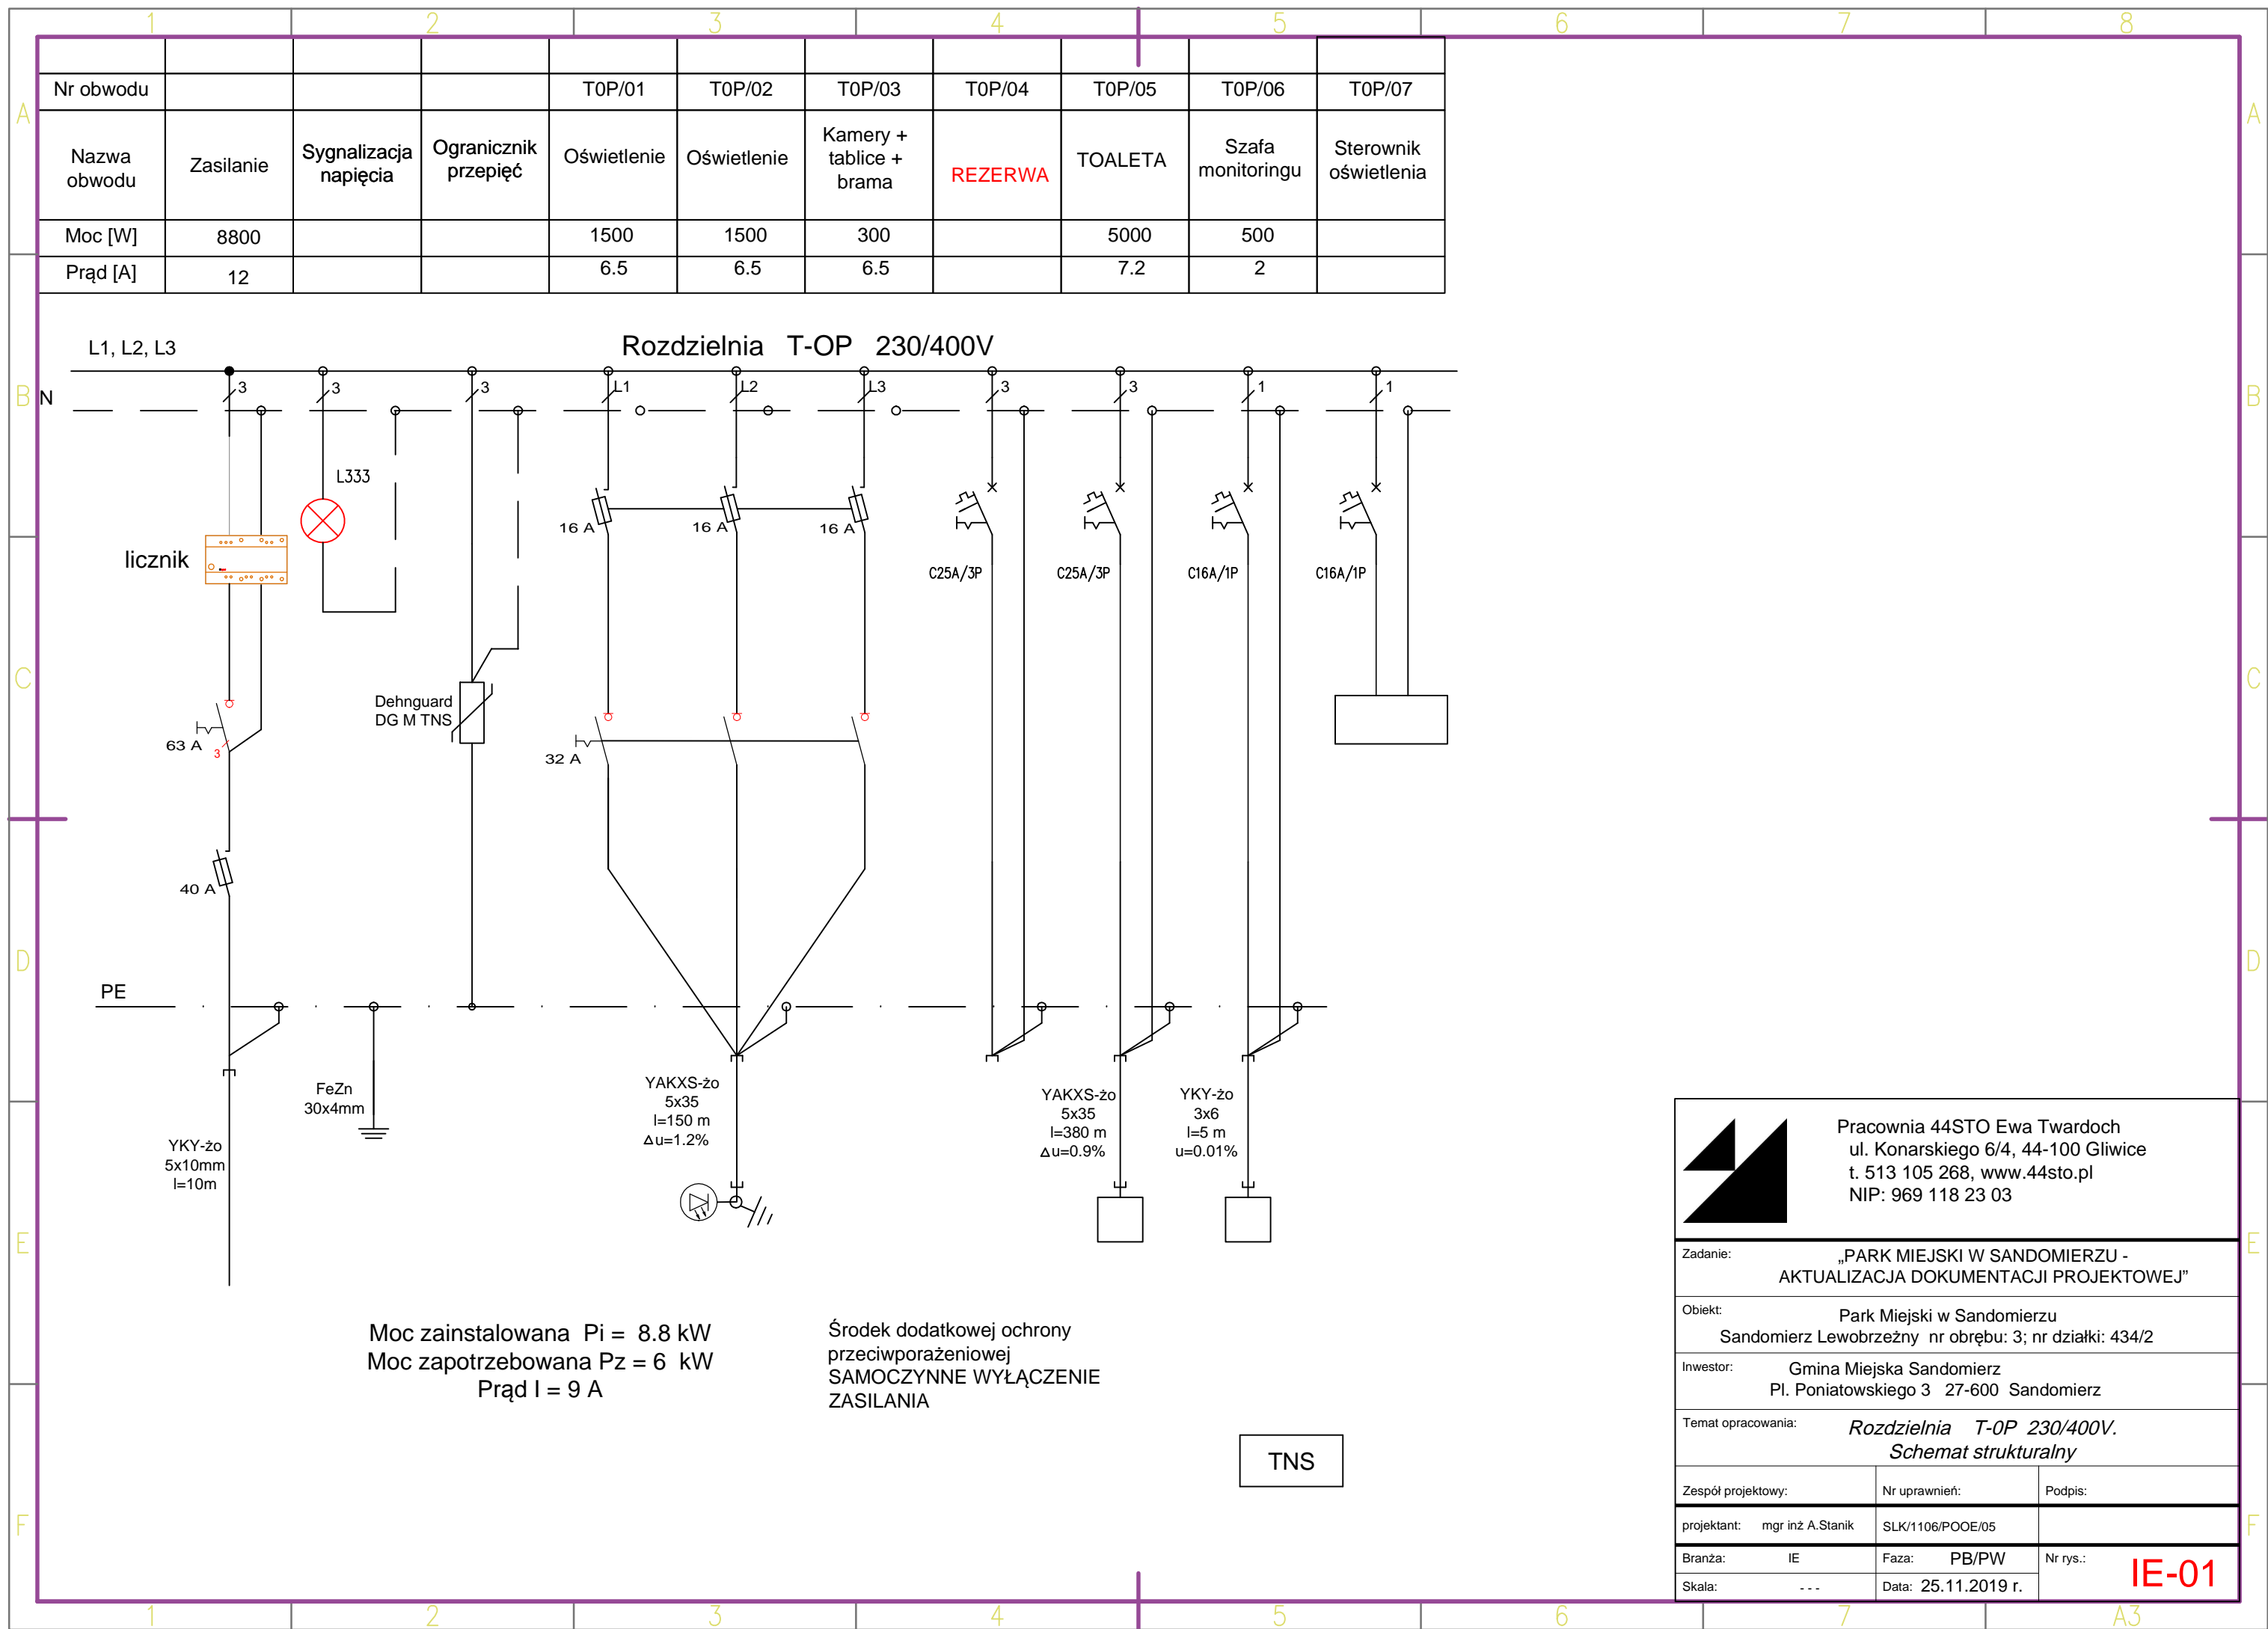 1 2 3 4 5 6 7 8
A A
Nr obwodu T0P/01 T0P/02 T0P/03 T0P/04 T0P/05 T0P/06 T0P/07
Nazwa
obwodu
Zasilanie
Sygnalizacja
napięcia
Ogranicznik
przepięć
Oświetlenie
Oświetlenie
Kamery +
tablice +
brama
REZERWA
TOALETA
Szafa
monitoringu
Sterownik
oświetlenia
Moc [W] 8800 1500 1500 300 5000 500
Prąd [A] 12 6.5 6.5 6.5 7.2 2
Rozdzielnia T-OP 230/400V
L1, L2, L3
3 3 3 L1 L2 L3 3 3 1 1
B N B
L333
16 A 16 A 16 A
licznik
C25A/3P C25A/3P C16A/1P C16A/1P
C C
Dehnguard
DG M TNS
63 A
3
32 A
40 A
D D
PE
YKY-żo
5x10mm
l=10m
FeZn
30x4mm
YAKXS-żo
5x35
l=150 m
Δu=1.2%
YAKXS-żo
5x35
l=380 m
Δu=0.9%
YKY-żo
3x6
l=5 m
u=0.01%
E E
Moc zainstalowana Pi = 8.8 kW
Moc zapotrzebowana Pz = 6 kW
Prąd I = 9 A
Środek dodatkowej ochrony
przeciwporażeniowej
SAMOCZYNNE WYŁĄCZENIE
ZASILANIA
TNS
Pracownia 44STO Ewa Twardoch
ul. Konarskiego 6/4, 44-100 Gliwice
t. 513 105 268, www.44sto.pl
NIP: 969 118 23 03
Zadanie: „PARK MIEJSKI W SANDOMIERZU -
AKTUALIZACJA DOKUMENTACJI PROJEKTOWEJ”
Obiekt: Park Miejski w Sandomierzu
Sandomierz Lewobrzeżny nr obrębu: 3; nr działki: 434/2
Inwestor: Gmina Miejska Sandomierz
Pl. Poniatowskiego 3 27-600 Sandomierz
Temat opracowania: Rozdzielnia T-0P 230/400V.
Schemat strukturalny
Zespół projektowy: Nr uprawnień: Podpis:
projektant: mgr inż A.Stanik SLK/1106/POOE/05
Branża: IE Faza: PB/PW Nr rys.: IE-01
Skala: --- Data: 25.11.2019 r.
F F
1 2 3 4 5 6 7 A3